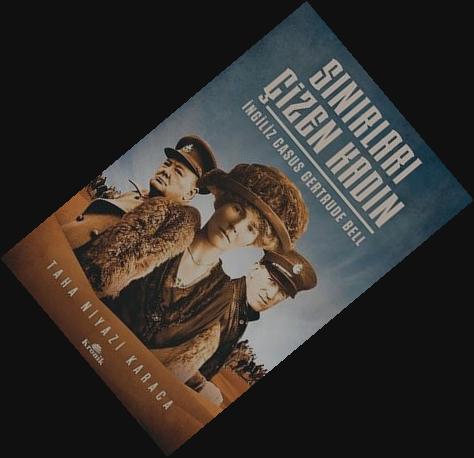 SINIRLARI
ÇİZEN KADIN
İNGİLİZ CASUS GERTRUDE BELL
TAHA NİYAZİ KARACA
Kronik